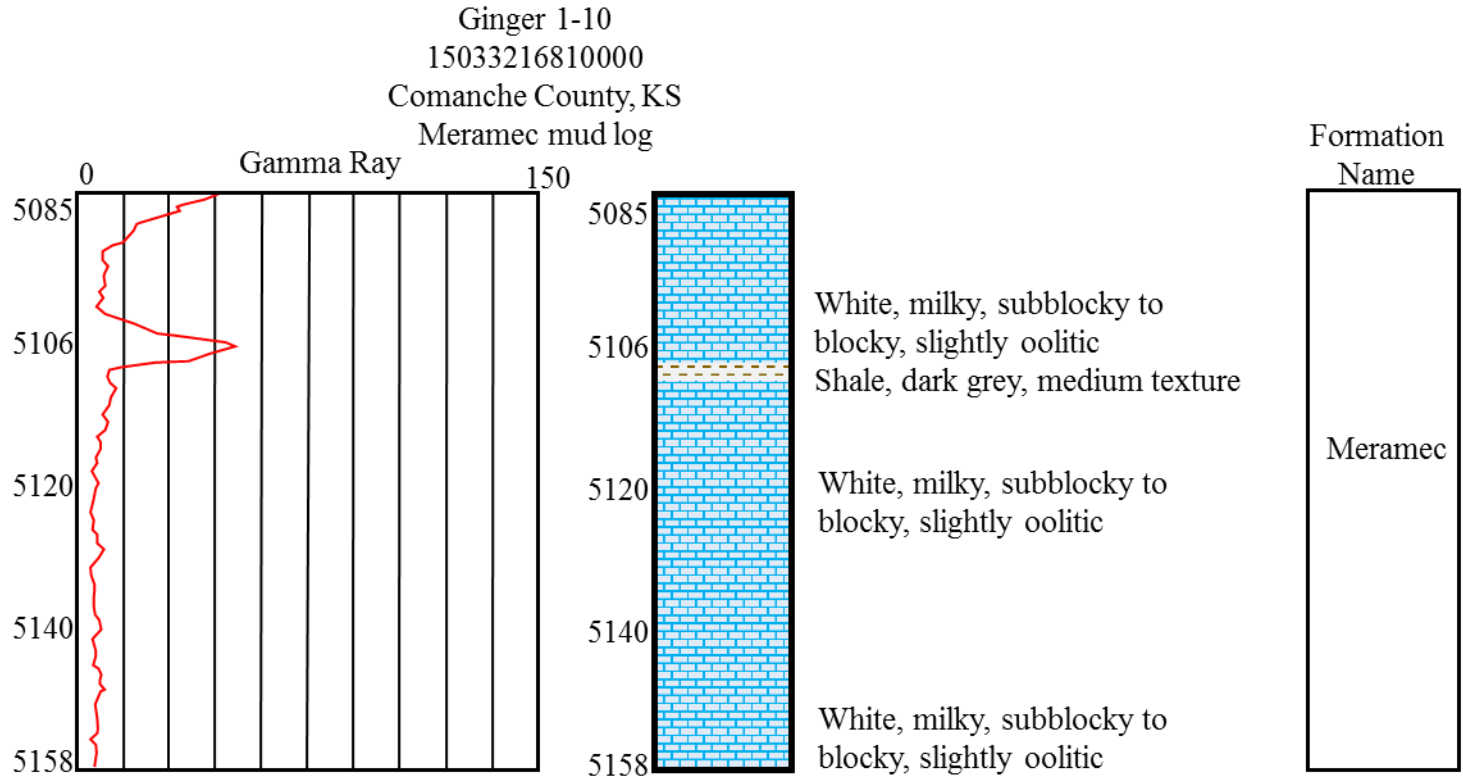 Ginger 1-10
15033216810000
Comanche County, KS
Meramec mud log
Gamma Ray
0
150
Formation
Name
5085
5106
5120
5140
5158
5085
5106
5120
5140
5158
White, milky, subblocky to
blocky, slightly oolitic
Shale, dark grey, medium texture
White, milky, subblocky to
blocky, slightly oolitic
White, milky, subblocky to
blocky, slightly oolitic
Meramec